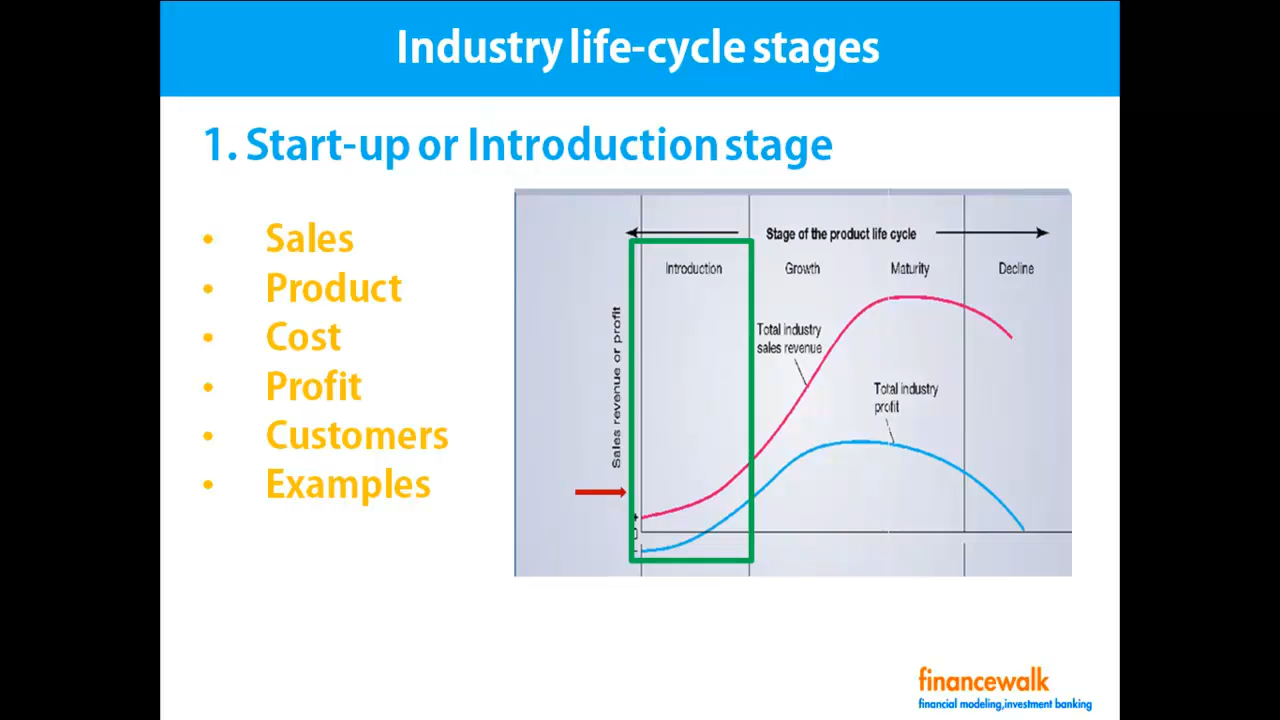 Industry life-cycle stages
1. Start-up or Introduction stage
• Sales
• Product
• Cost
• Profit
• Customers
• Examples
Stage of the product life cycle
Introduction
Growth
Maturity
Decline
Sales revenue or profit
Total industry
sales revenue
Total industry
profit
+
0
-
financewalk
financial modeling,investment banking